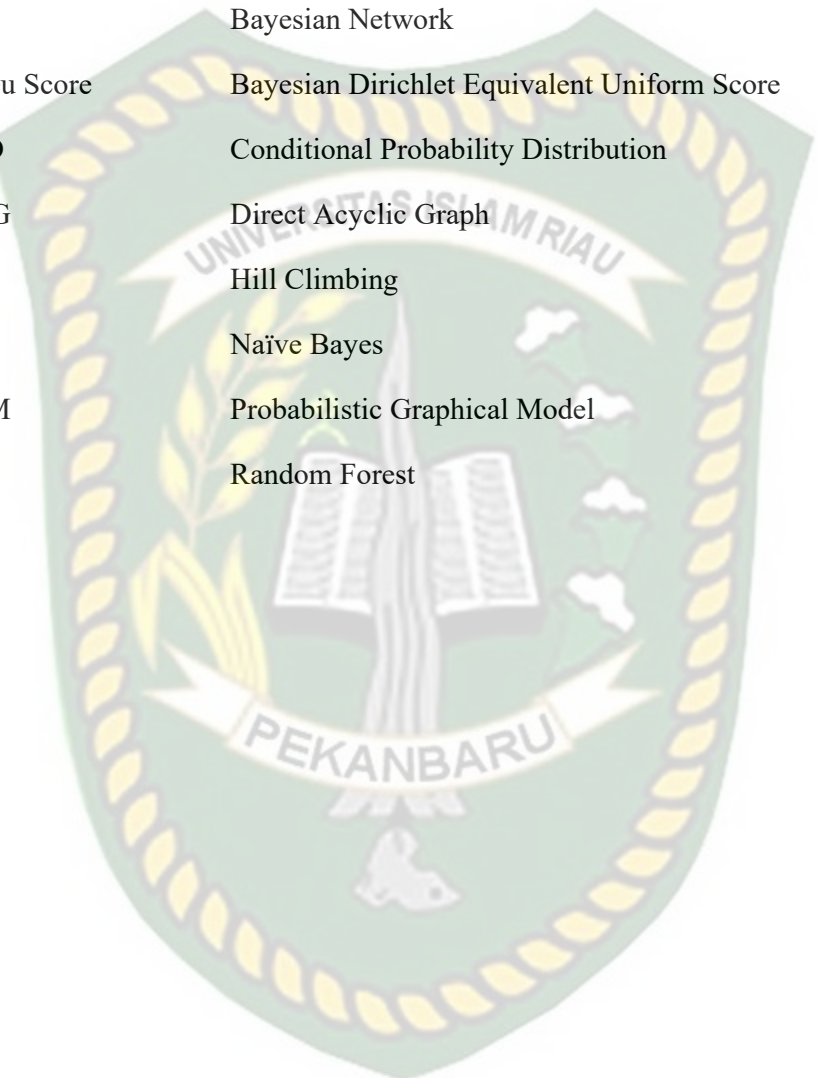 Bayesian Network
u Score Bayesian Dirichlet Equivalent Uniform Score
Conditional Probability Distribution
G Direct Acyclic Graph
UNIVERSITAS ISLAM RIAU
Hill Climbing
Naïve Bayes
M Probabilistic Graphical Model
Random Forest
PEKANBARU